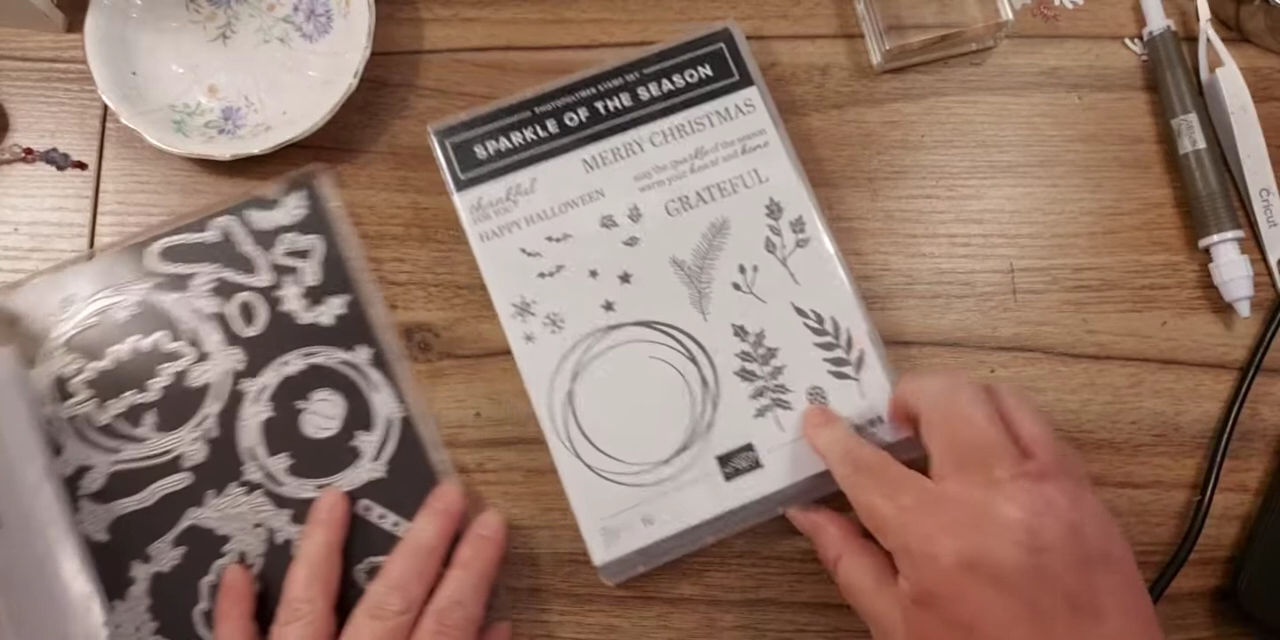 PHOTOPOLYMER STAMP SET
SPARKLE OF THE SEASON
MERRY CHRISTMAS
may the sparkle of the season
warm your heart and home
thankful
FOR YOU
HAPPY HALLOWEEN
GRATEFUL
Cricut